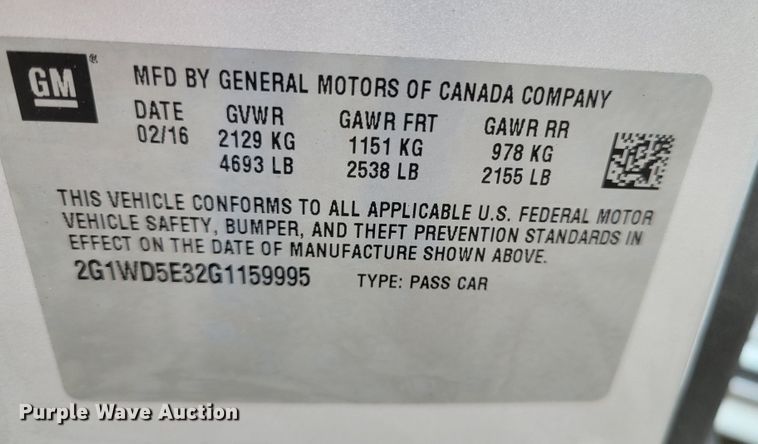 GM
MFD BY GENERAL MOTORS OF CANADA COMPANY
DATE GVWR GAWR FRT GAWR RR
02/16 2129 KG 1151 KG 978 KG
4693 LB 2538 LB 2155 LB
THIS VEHICLE CONFORMS TO ALL APPLICABLE U.S. FEDERAL MOTOR
VEHICLE SAFETY, BUMPER, AND THEFT PREVENTION STANDARDS IN
EFFECT ON THE DATE OF MANUFACTURE SHOWN ABOVE.
2G1WD5E32G1159995 TYPE: PASS CAR
Purple Wave Auction